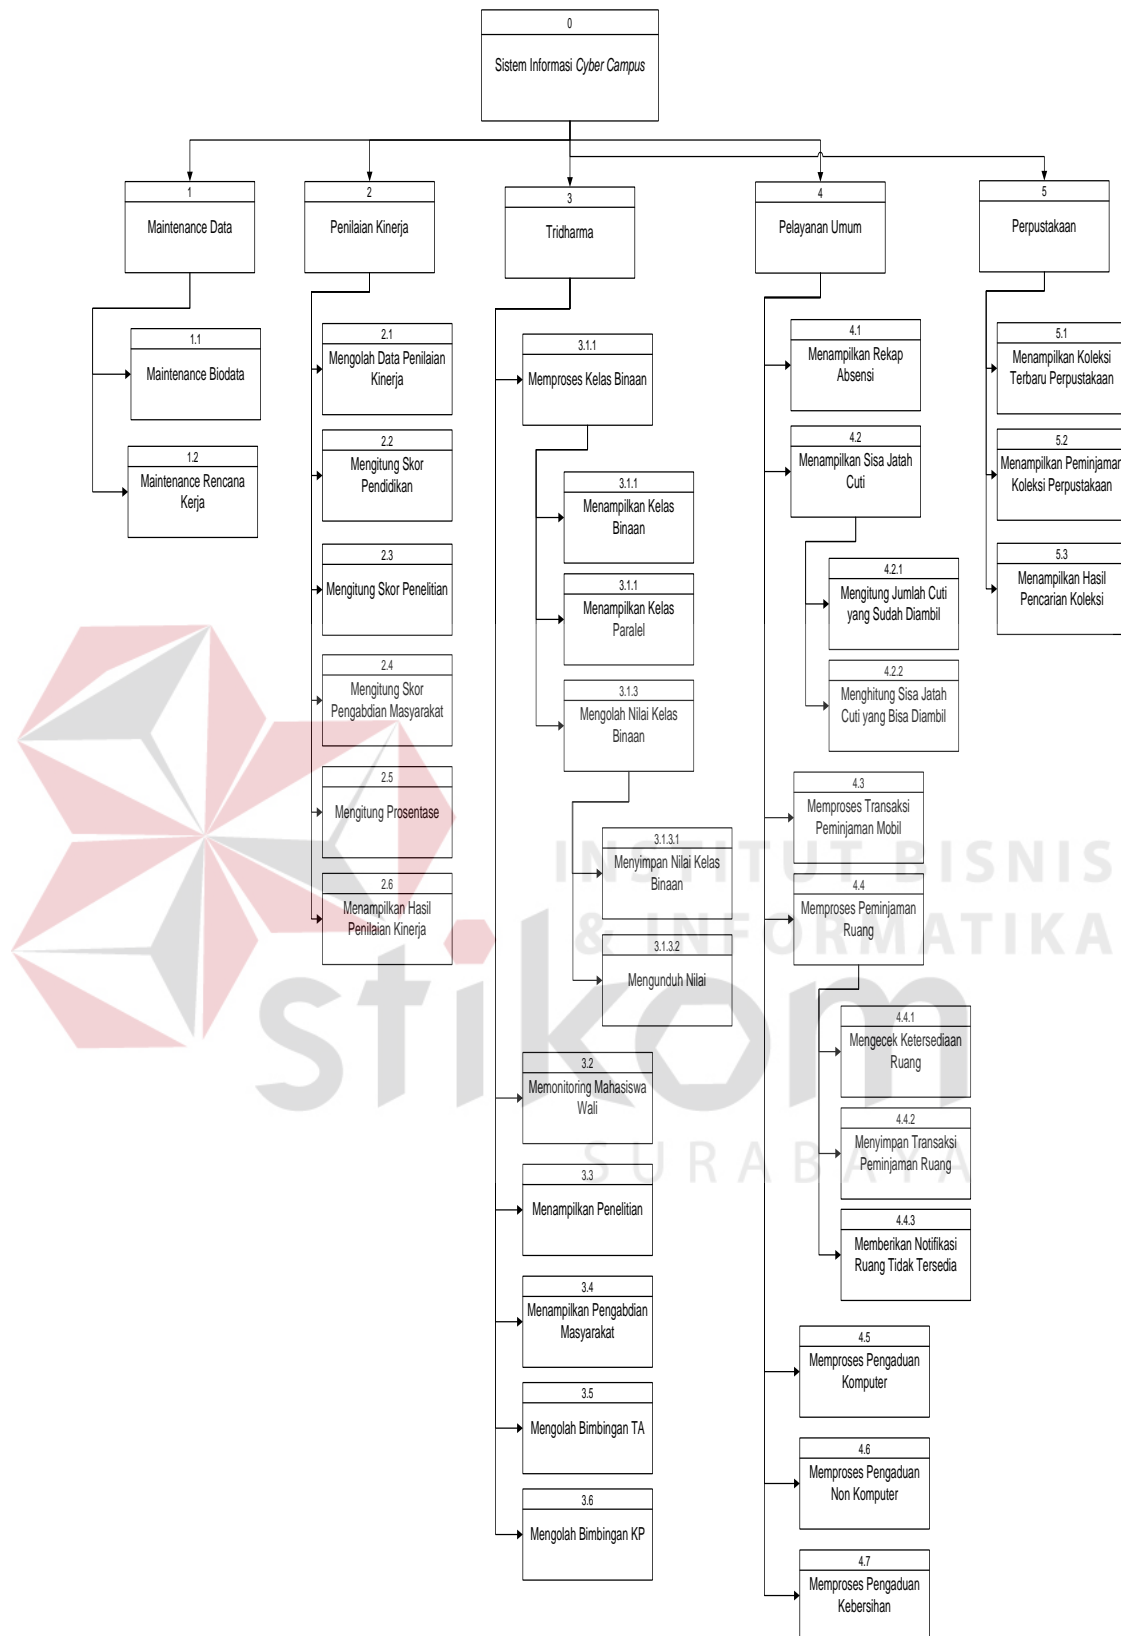 0
Sistem Informasi Cyber Campus
1
Maintenance Data
1.1
Maintenance Biodata
1.2
Maintenance Rencana
Kerja
2
Penilaian Kinerja
2.1
Mengolah Data Penilaian
Kinerja
2.2
Mengitung Skor
Pendidikan
2.3
Mengitung Skor Penelitian
2.4
Mengitung Skor
Pengabdian Masyarakat
2.5
Mengitung Prosentase
2.6
Menampilkan Hasil
Penilaian Kinerja
3
Tridharma
3.1.1
Memproses Kelas Binaan
3.1.1
Menampilkan Kelas
Binaan
3.1.1
Menampilkan Kelas
Paralel
3.1.3
Mengolah Nilai Kelas
Binaan
3.1.3.1
Menyimpan Nilai Kelas
Binaan
3.1.3.2
Mengunduh Nilai
3.2
Memonitoring Mahasiswa
Wali
3.3
Menampilkan Penelitian
3.4
Menampilkan Pengabdian
Masyarakat
3.5
Mengolah Bimbingan TA
3.6
Mengolah Bimbingan KP
4
Pelayanan Umum
4.1
Menampilkan Rekap
Absensi
4.2
Menampilkan Sisa Jatah
Cuti
4.2.1
Mengitung Jumlah Cuti
yang Sudah Diambil
4.2.2
Menghitung Sisa Jatah
Cuti yang Bisa Diambil
4.3
Memproses Transaksi
Peminjaman Mobil
4.4
Memproses Peminjaman
Ruang
4.4.1
Mengecek Ketersediaan
Ruang
4.4.2
Menyimpan Transaksi
Peminjaman Ruang
4.4.3
Memberikan Notifikasi
Ruang Tidak Tersedia
4.5
Memproses Pengaduan
Komputer
4.6
Memproses Pengaduan
Non Komputer
4.7
Memproses Pengaduan
Kebersihan
5
Perpustakaan
5.1
Menampilkan Koleksi
Terbaru Perpustakaan
5.2
Menampilkan Peminjaman
Koleksi Perpustakaan
5.3
Menampilkan Hasil
Pencarian Koleksi
INSTITUT BISNIS
& INFORMATIKA
stikom
SURABAYA